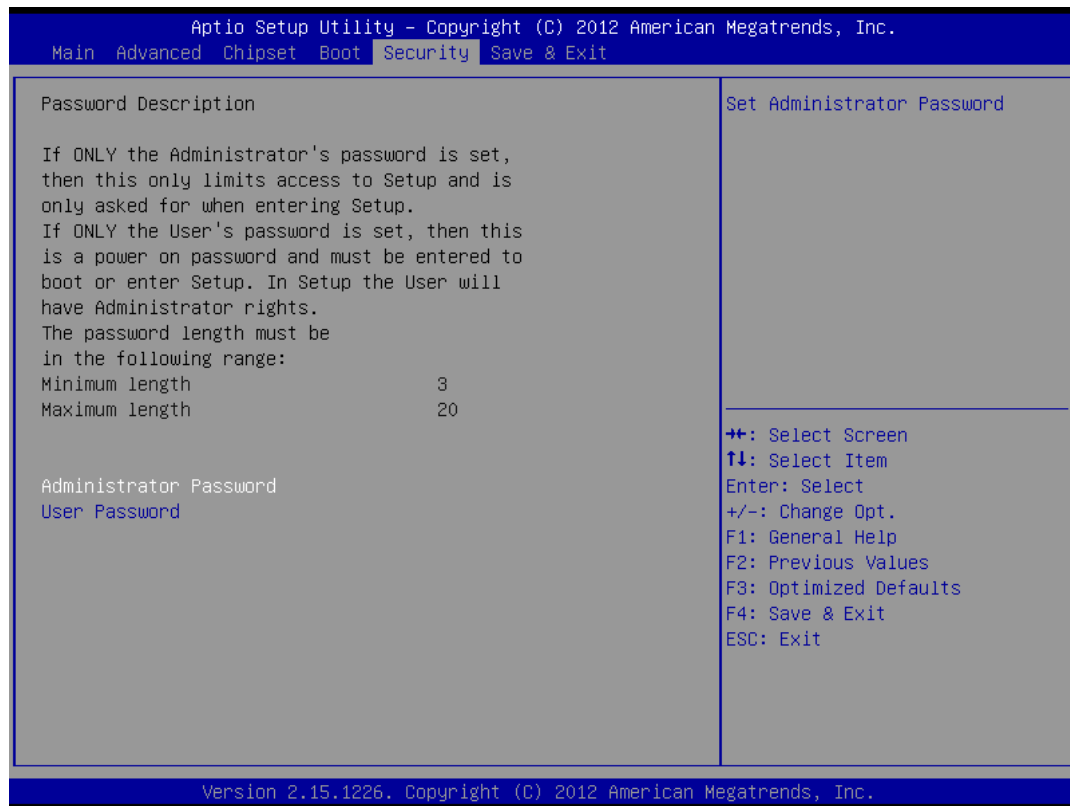 Aptio Setup Utility – Copyright (C) 2012 American Megatrends, Inc.
Main Advanced Chipset Boot Security Save & Exit
Password Description
If ONLY the Administrator's password is set,
then this only limits access to Setup and is
only asked for when entering Setup.
If ONLY the User's password is set, then this
is a power on password and must be entered to
boot or enter Setup. In Setup the User will
have Administrator rights.
The password length must be
in the following range:
Minimum length 3
Maximum length 20
Administrator Password
User Password
Set Administrator Password
→←: Select Screen
↑↓: Select Item
Enter: Select
+/-: Change Opt.
F1: General Help
F2: Previous Values
F3: Optimized Defaults
F4: Save & Exit
ESC: Exit
Version 2.15.1226. Copyright (C) 2012 American Megatrends, Inc.